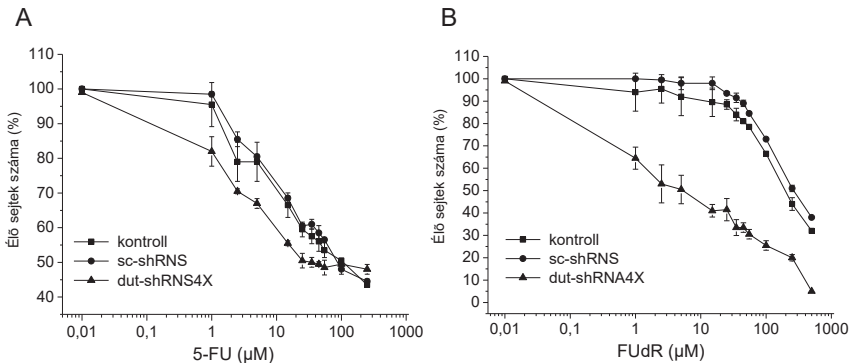 A
Élő sejtek száma (%)
100
90
80
70
60
50
40
kontroll
sc-shRNS
dut-shRNS4X
0,01 0,1 1 10 100 1000
5-FU (µM)
B
Élő sejtek száma (%)
110
100
90
80
70
60
50
40
30
20
10
0
kontroll
sc-shRNS
dut-shRNA4X
0,01 0,1 1 10 100 1000
FUdR (µM)